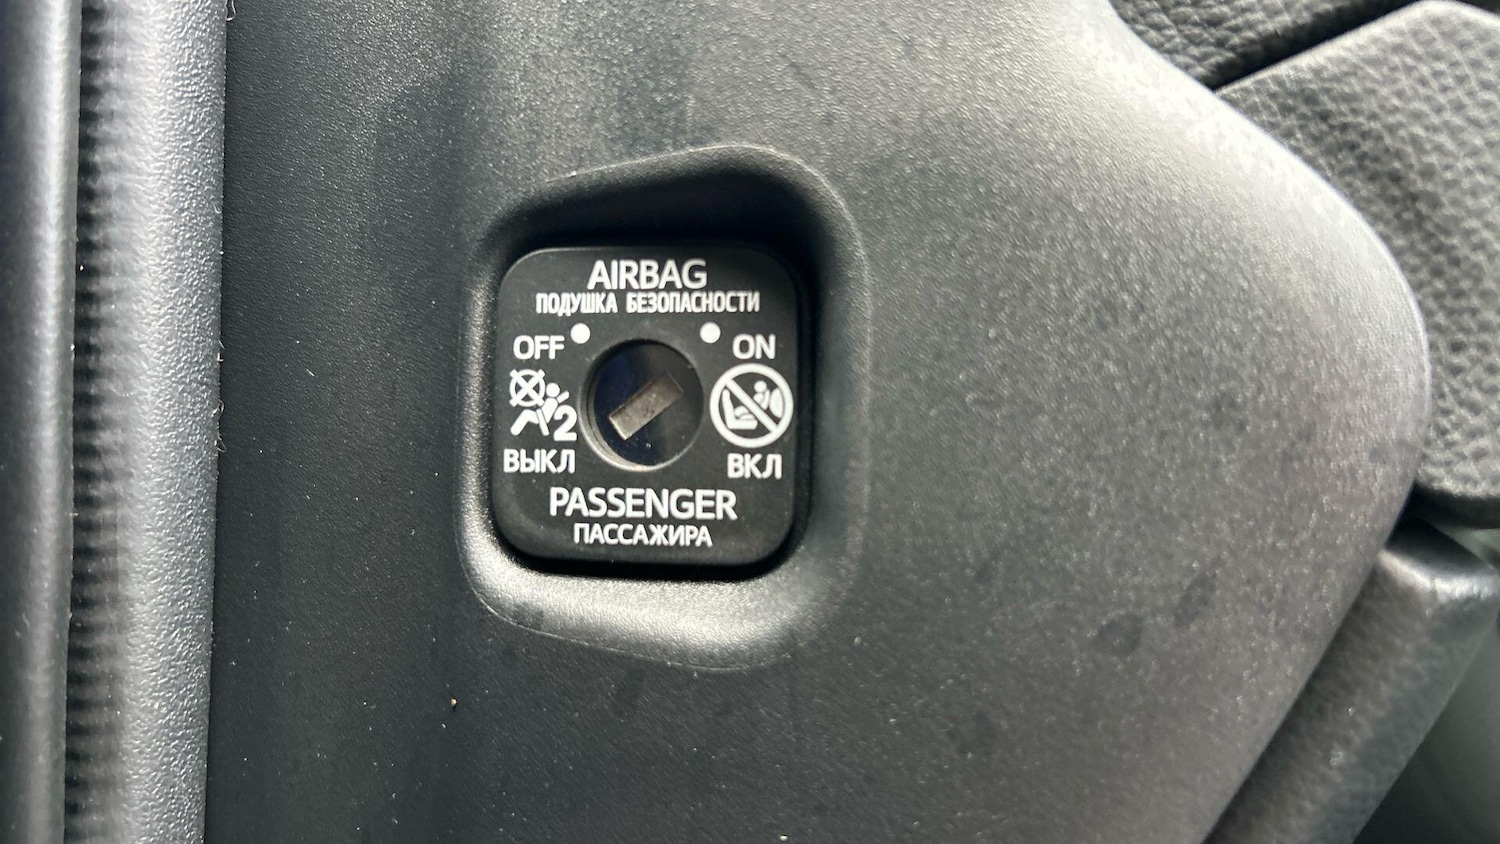 AIRBAG
ПОДУШКА БЕЗОПАСНОСТИ
OFF ON
2
ВЫКЛ ВКЛ
PASSENGER
ПАССАЖИРА